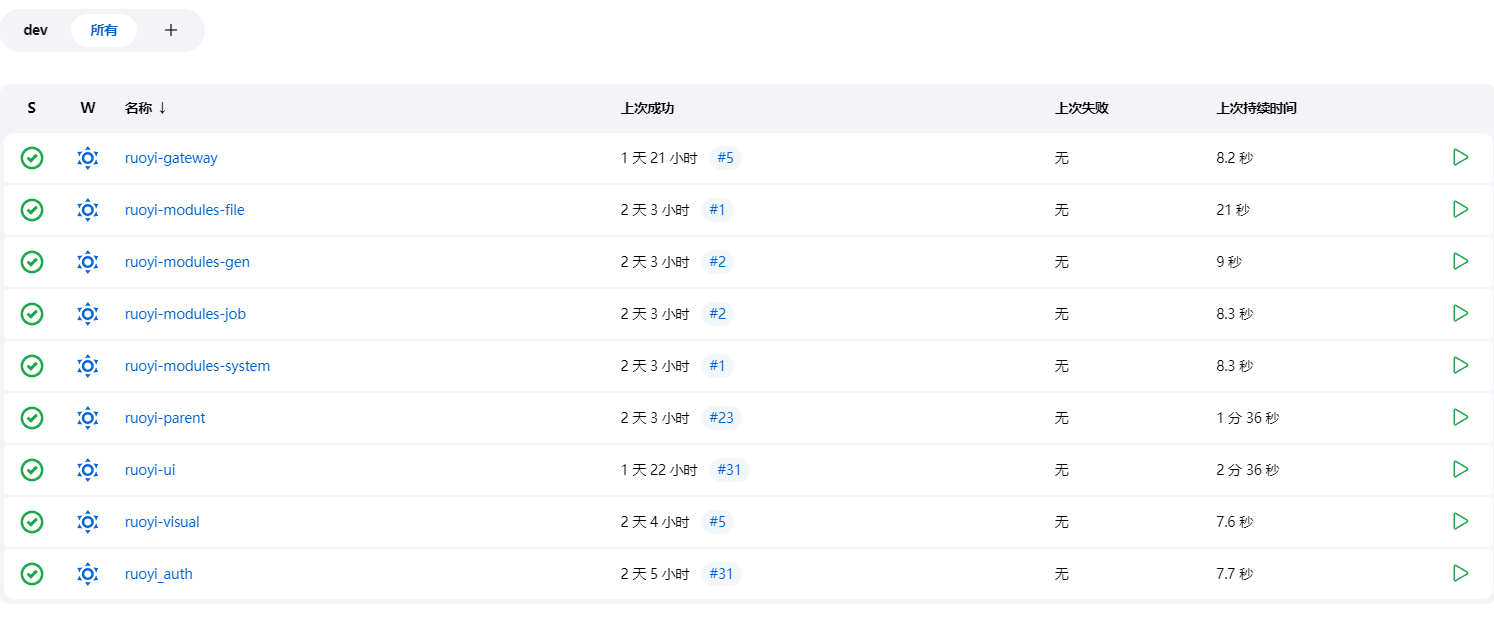 dev 所有 +
S W 名称 ↓ 上次成功 上次失败 上次持续时间
ruoyi-gateway 1 天 21 小时 #5 无 8.2 秒
ruoyi-modules-file 2 天 3 小时 #1 无 21 秒
ruoyi-modules-gen 2 天 3 小时 #2 无 9 秒
ruoyi-modules-job 2 天 3 小时 #2 无 8.3 秒
ruoyi-modules-system 2 天 3 小时 #1 无 8.3 秒
ruoyi-parent 2 天 3 小时 #23 无 1 分 36 秒
ruoyi-ui 1 天 22 小时 #31 无 2 分 36 秒
ruoyi-visual 2 天 4 小时 #5 无 7.6 秒
ruoyi_auth 2 天 5 小时 #31 无 7.7 秒